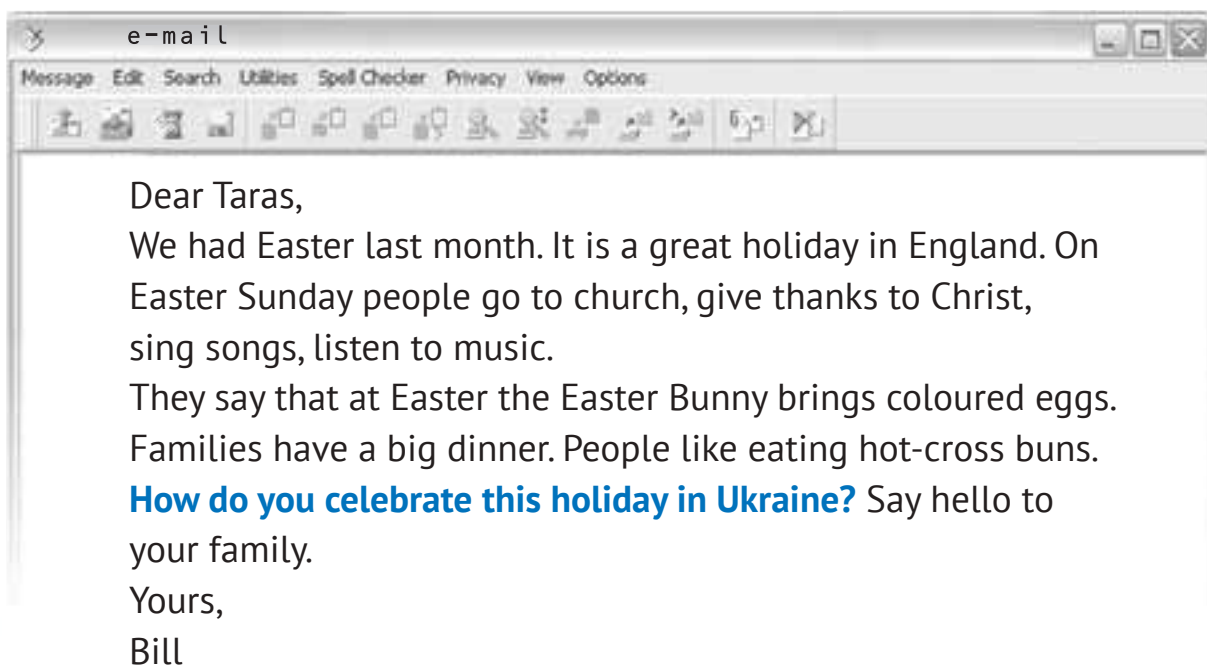 e-mail
Message Edit Search Utilities Spell Checker Privacy View Options
Dear Taras,
We had Easter last month. It is a great holiday in England. On
Easter Sunday people go to church, give thanks to Christ,
sing songs, listen to music.
They say that at Easter the Easter Bunny brings coloured eggs.
Families have a big dinner. People like eating hot-cross buns.
How do you celebrate this holiday in Ukraine? Say hello to
your family.
Yours,
Bill